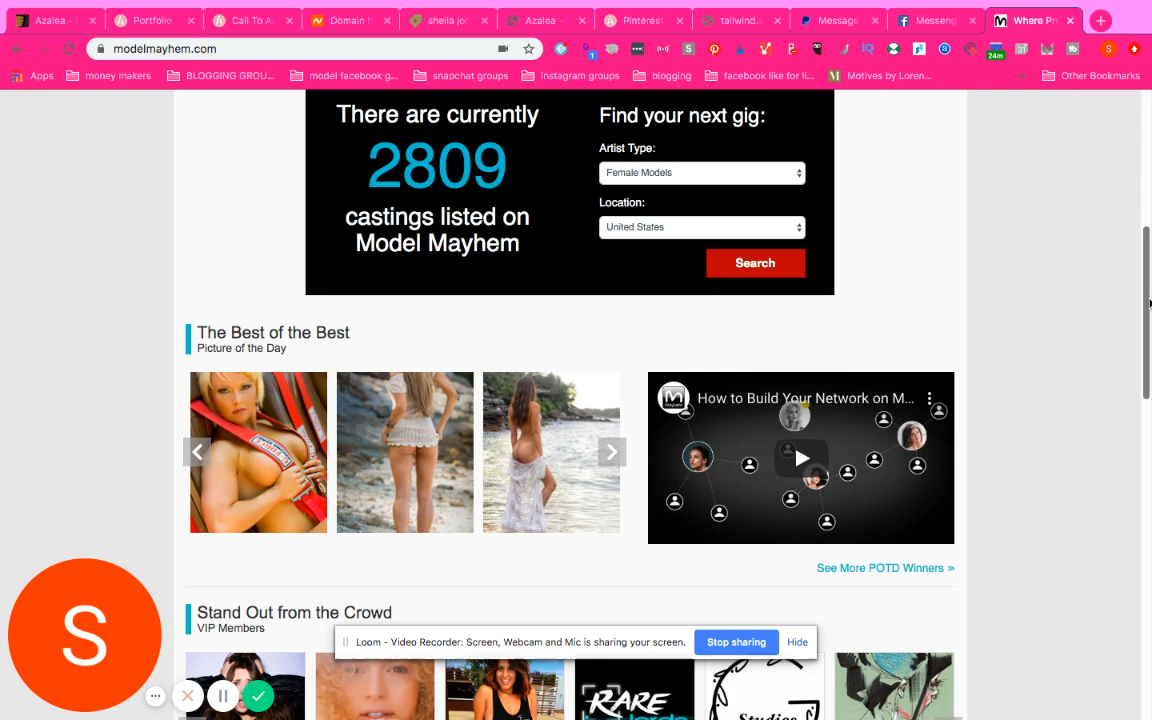 Azalea -
Portfolio
Call To A
Domain
sheila jo
Azalea -
Pinteres
tailwind.
Message
Messeng
Where Pr
modelmayhem.com
24m
S
Apps
money makers
BLOGGING GROU...
model facebook g...
snapchat groups
instagram groups
blogging
facebook like for li...
Motives by Loren...
Other Bookmarks
There are currently
2809
castings listed on
Model Mayhem
Find your next gig:
Artist Type:
Female Models
Location:
United States
Search
The Best of the Best
Picture of the Day
How to Build Your Network on M...
See More POTD Winners »
Stand Out from the Crowd
VIP Members
Loom - Video Recorder: Screen, Webcam and Mic is sharing your screen.
Stop sharing
Hide
S
RARE
Studios